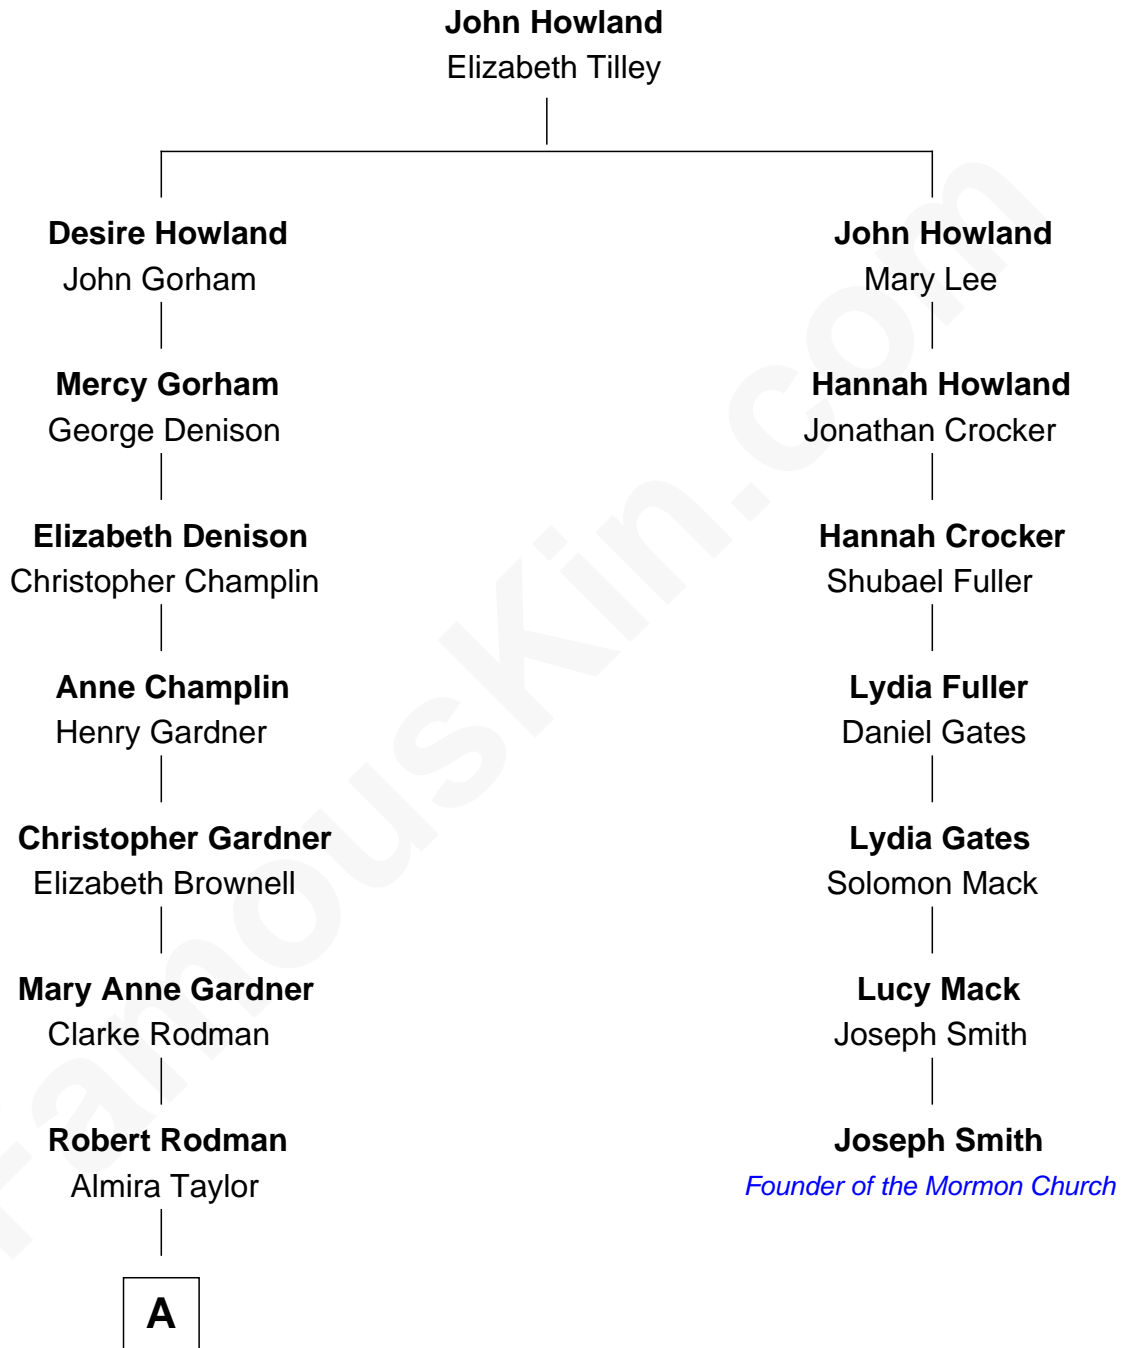 John Howland
Elizabeth Tilley
Desire Howland
John Gorham
John Howland
Mary Lee
Mercy Gorham
George Denison
Hannah Howland
Jonathan Crocker
Elizabeth Denison
Christopher Champlin
Hannah Crocker
Shubael Fuller
Anne Champlin
Henry Gardner
Lydia Fuller
Daniel Gates
Christopher Gardner
Elizabeth Brownell
Lydia Gates
Solomon Mack
Mary Anne Gardner
Clarke Rodman
Lucy Mack
Joseph Smith
Robert Rodman
Almira Taylor
Joseph Smith
Founder of the Mormon Church
A
FamousKin.com